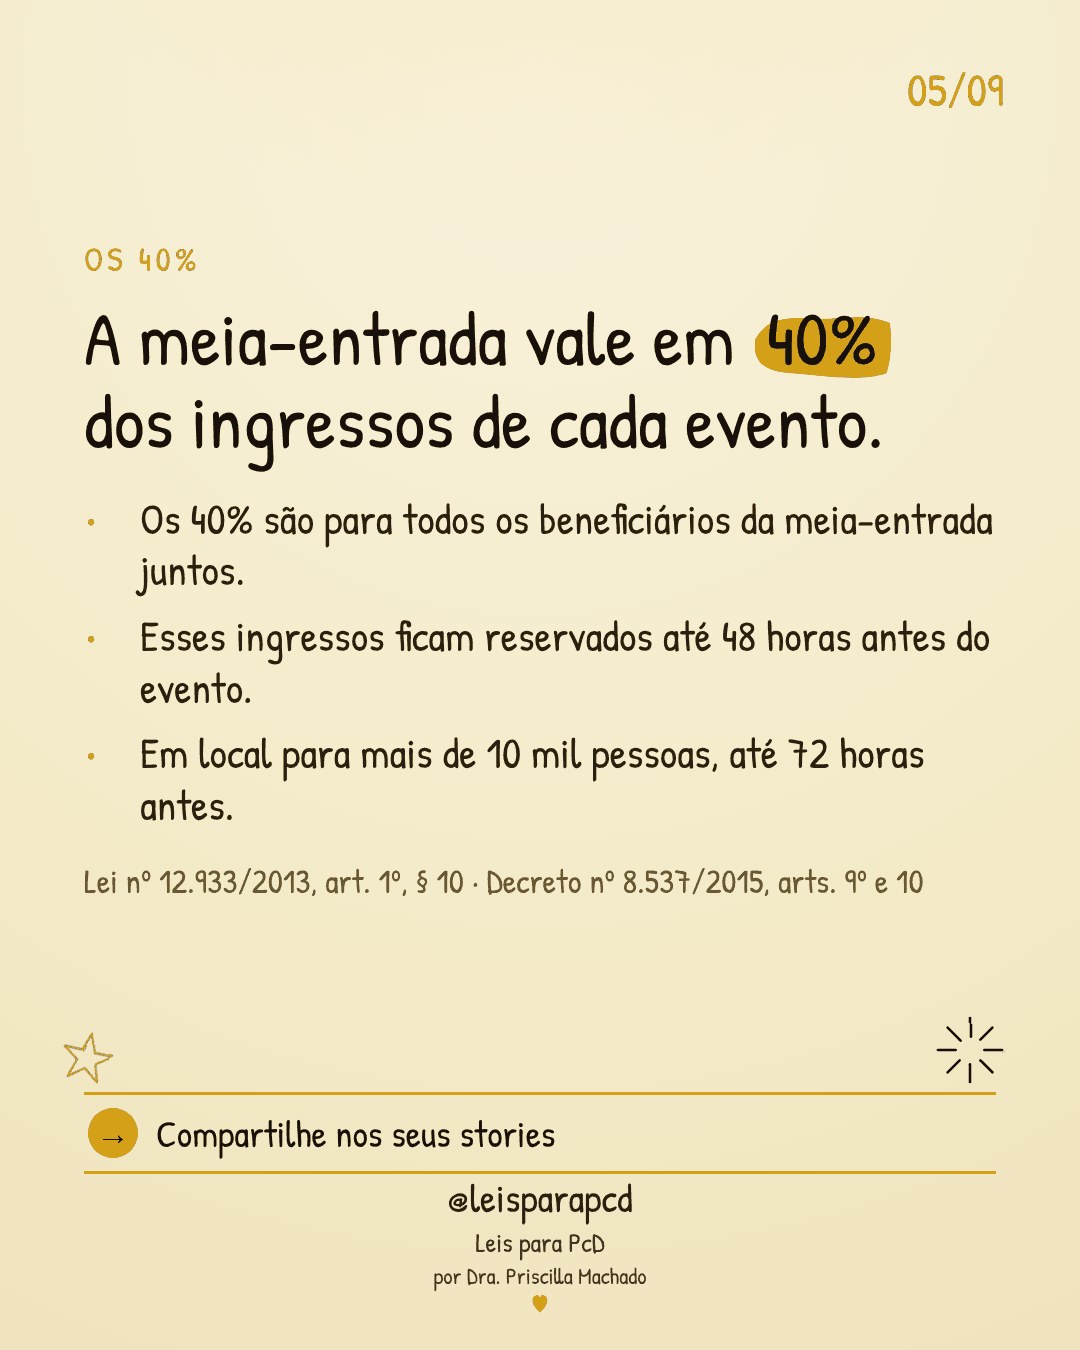 05/09
OS 40%
A meia-entrada vale em 40%
dos ingressos de cada evento.
• Os 40% são para todos os beneficiários da meia-entrada
juntos.
• Esses ingressos ficam reservados até 48 horas antes do
evento.
• Em local para mais de 10 mil pessoas, até 72 horas
antes.
Lei nº 12.933/2013, art. 1º, § 10 · Decreto nº 8.537/2015, arts. 9º e 10
→ Compartilhe nos seus stories
@leisparapcd
Leis para PcD
por Dra. Priscilla Machado